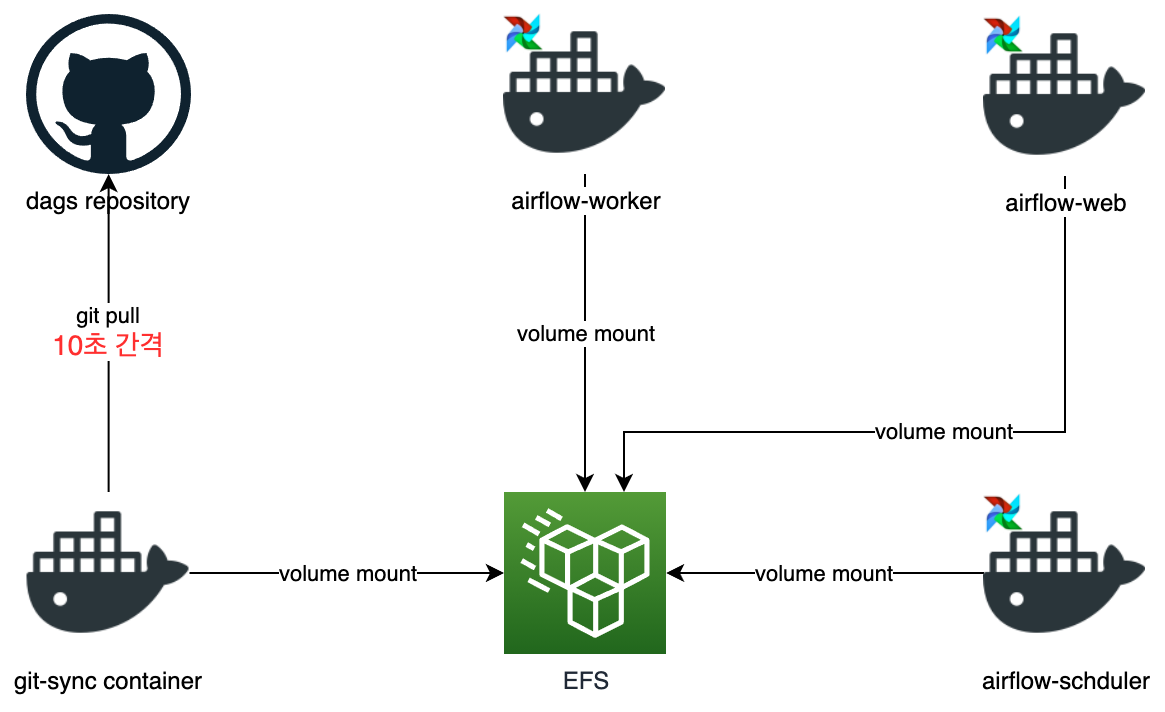 dags repository
airflow-worker
airflow-web
git pull
10초 간격
volume mount
volume mount
volume mount
volume mount
git-sync container
EFS
airflow-schduler